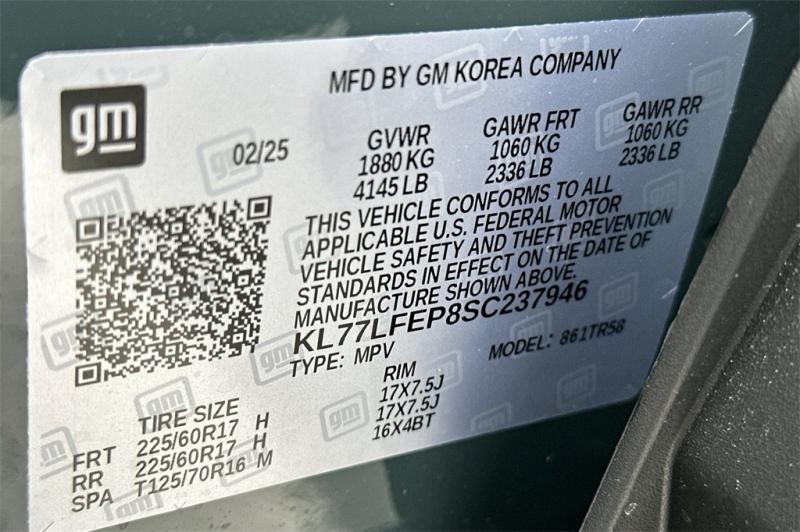 MFD BY GM KOREA COMPANY
gm
02/25
GVWR GAWR FRT GAWR RR
1880 KG 1060 KG 1060 KG
4145 LB 2336 LB 2336 LB
THIS VEHICLE CONFORMS TO ALL
APPLICABLE U.S. FEDERAL MOTOR
VEHICLE SAFETY AND THEFT PREVENTION
STANDARDS IN EFFECT ON THE DATE OF
MANUFACTURE SHOWN ABOVE.
KL77LFEP8SC237946
TYPE: MPV MODEL: 861TR58
TIRE SIZE RIM
FRT 225/60R17 H 17X7.5J
RR 225/60R17 H 17X7.5J
SPA T125/70R16 M 16X4BT